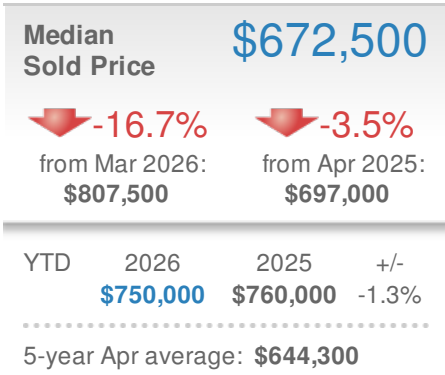 Median $672,500
Sold Price
-16.7% -3.5%
from Mar 2026: from Apr 2025:
$807,500 $697,000
YTD 2026 2025 +/-
$750,000 $760,000 -1.3%
5-year Apr average: $644,300